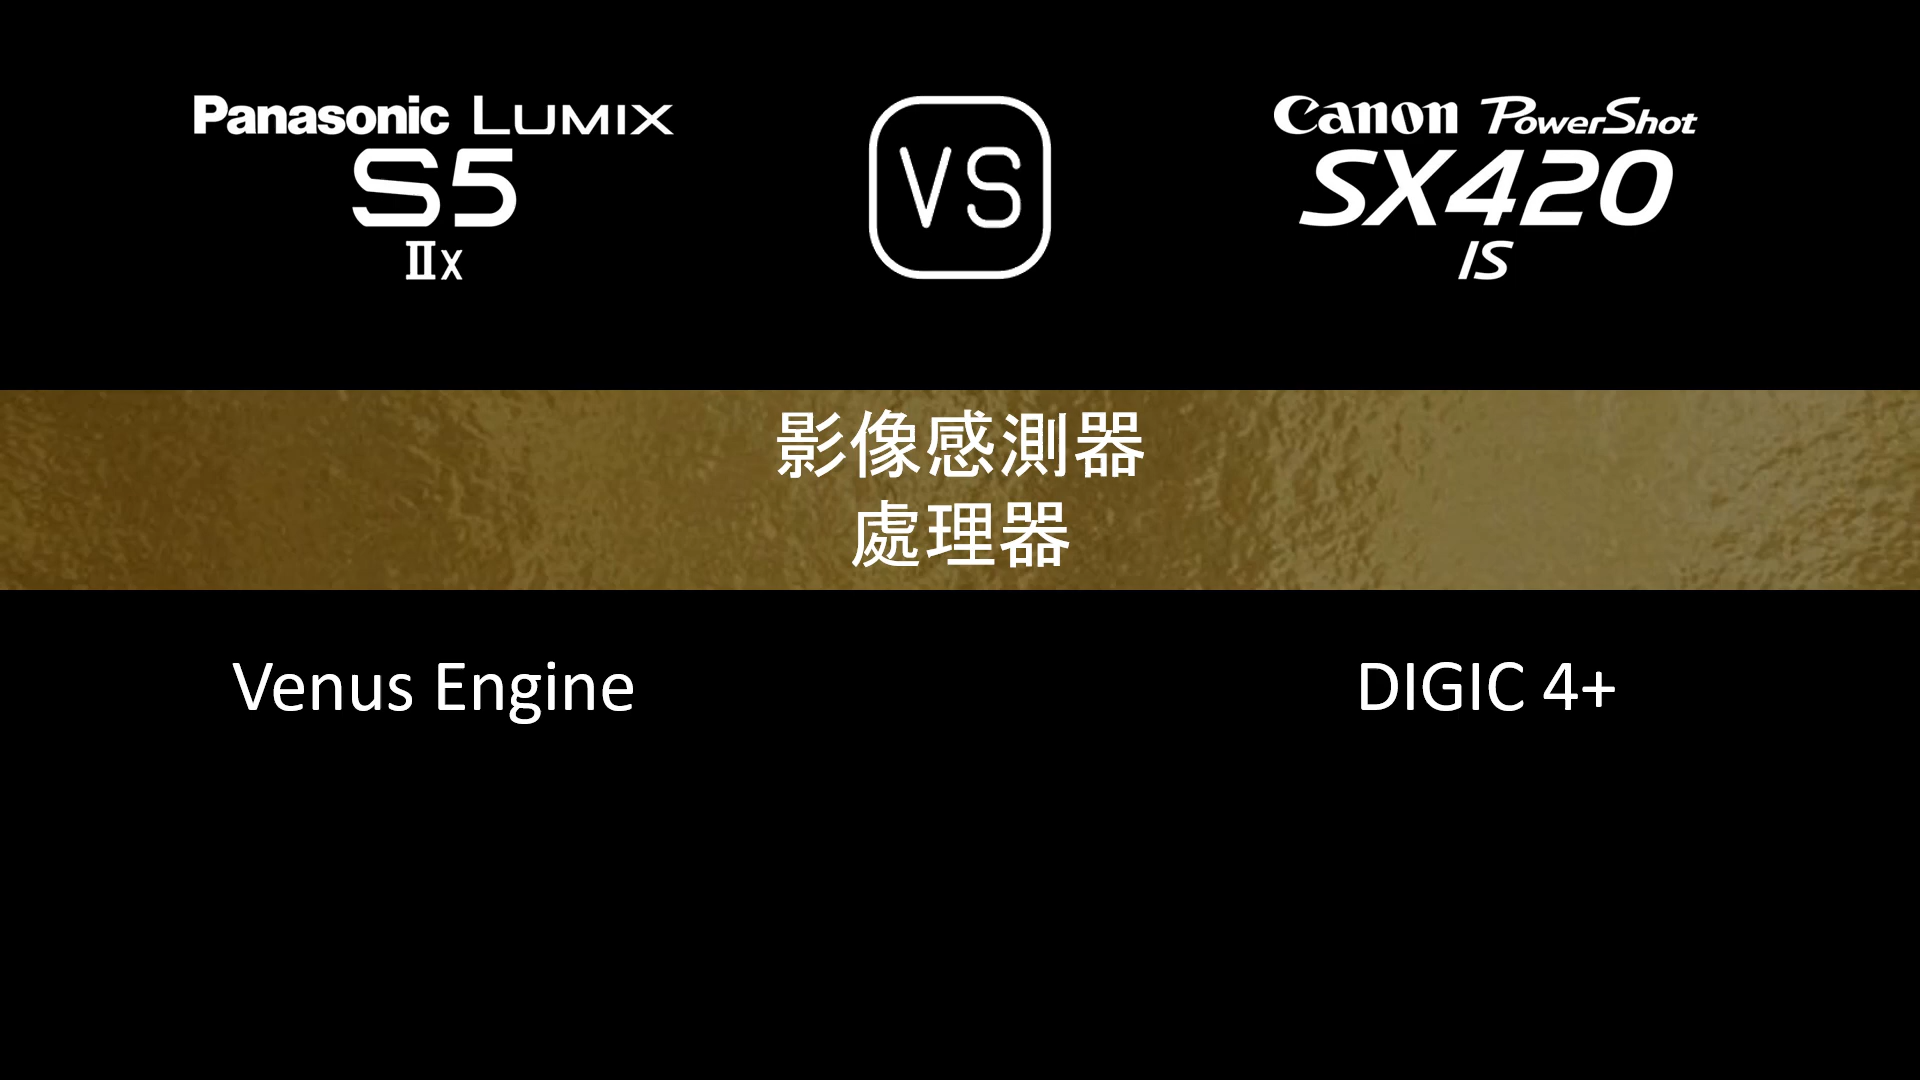 Panasonic LUMIX
S5
IIX
VS
Canon PowerShot
SX420
IS
影像感測器
處理器
Venus Engine
DIGIC 4+